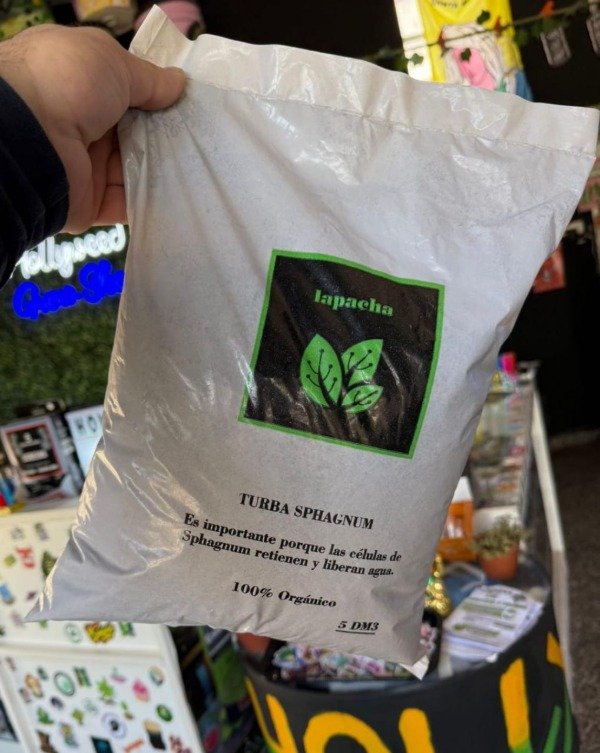 lapacha
TURBA SPHAGNUM
Es importante porque las células de
Sphagnum retienen y liberan agua.
100% Orgánico
5 DM3